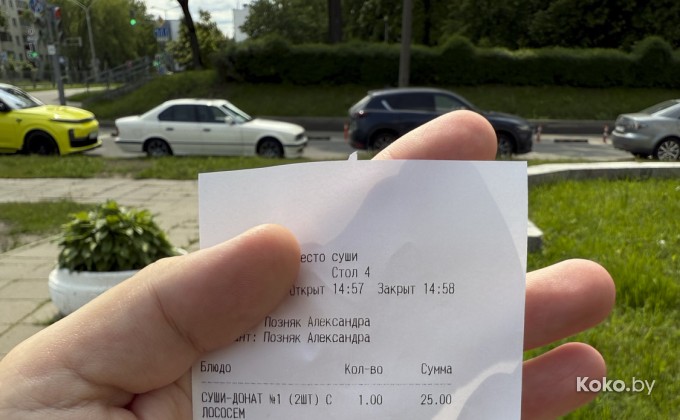 есто суши
Стол 4
Открыт 14:57 Закрыт 14:58
Позняк Александра
Позняк Александра
Блюдо Кол-во Сумма
СУШИ-ДОНАТ №1 (2ШТ) С 1.00 25.00
ЛОСОСЕМ
Koko.by